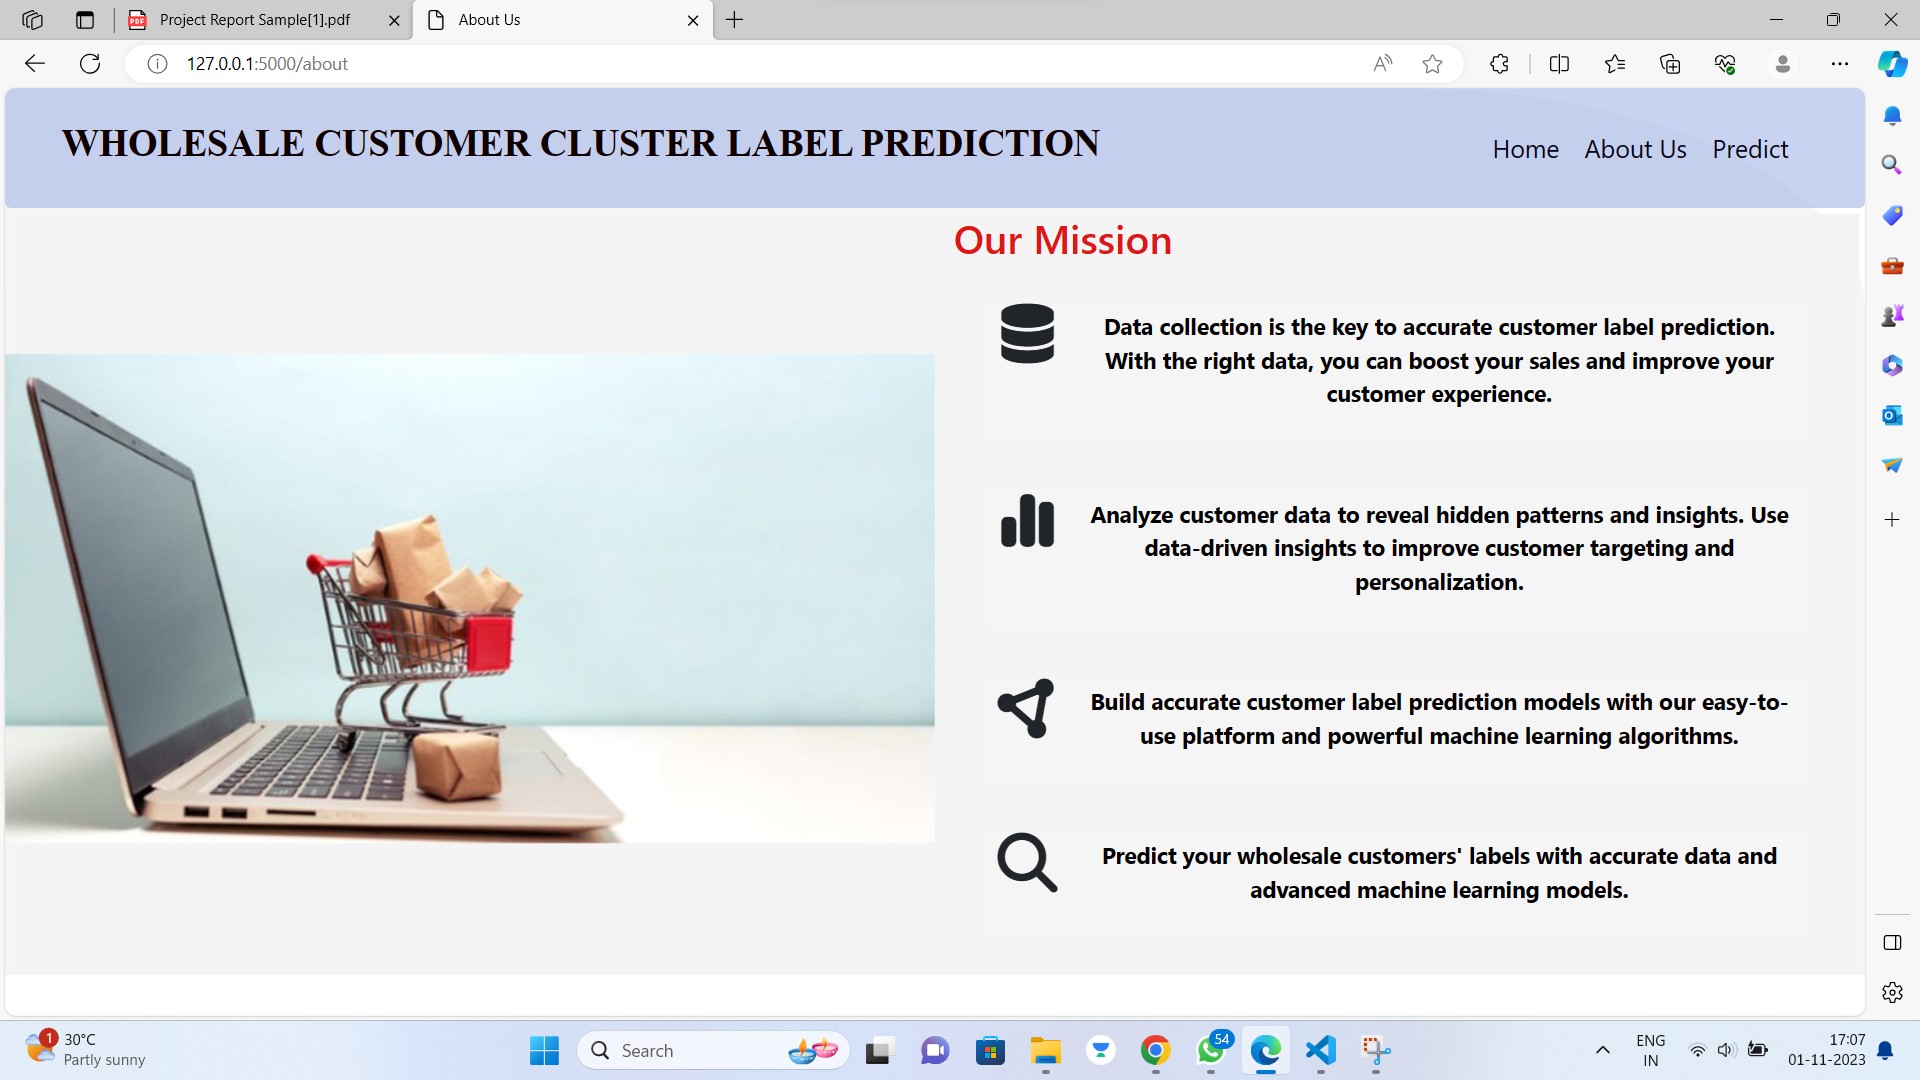 Project Report Sample[1].pdf
About Us
127.0.0.1:5000/about
WHOLESALE CUSTOMER CLUSTER LABEL PREDICTION
Home About Us Predict
Our Mission
Data collection is the key to accurate customer label prediction.
With the right data, you can boost your sales and improve your
customer experience.
Analyze customer data to reveal hidden patterns and insights. Use
data-driven insights to improve customer targeting and
personalization.
Build accurate customer label prediction models with our easy-to-
use platform and powerful machine learning algorithms.
Predict your wholesale customers' labels with accurate data and
advanced machine learning models.
1
30°C
Partly sunny
Search
54
ENG
IN
17:07
01-11-2023